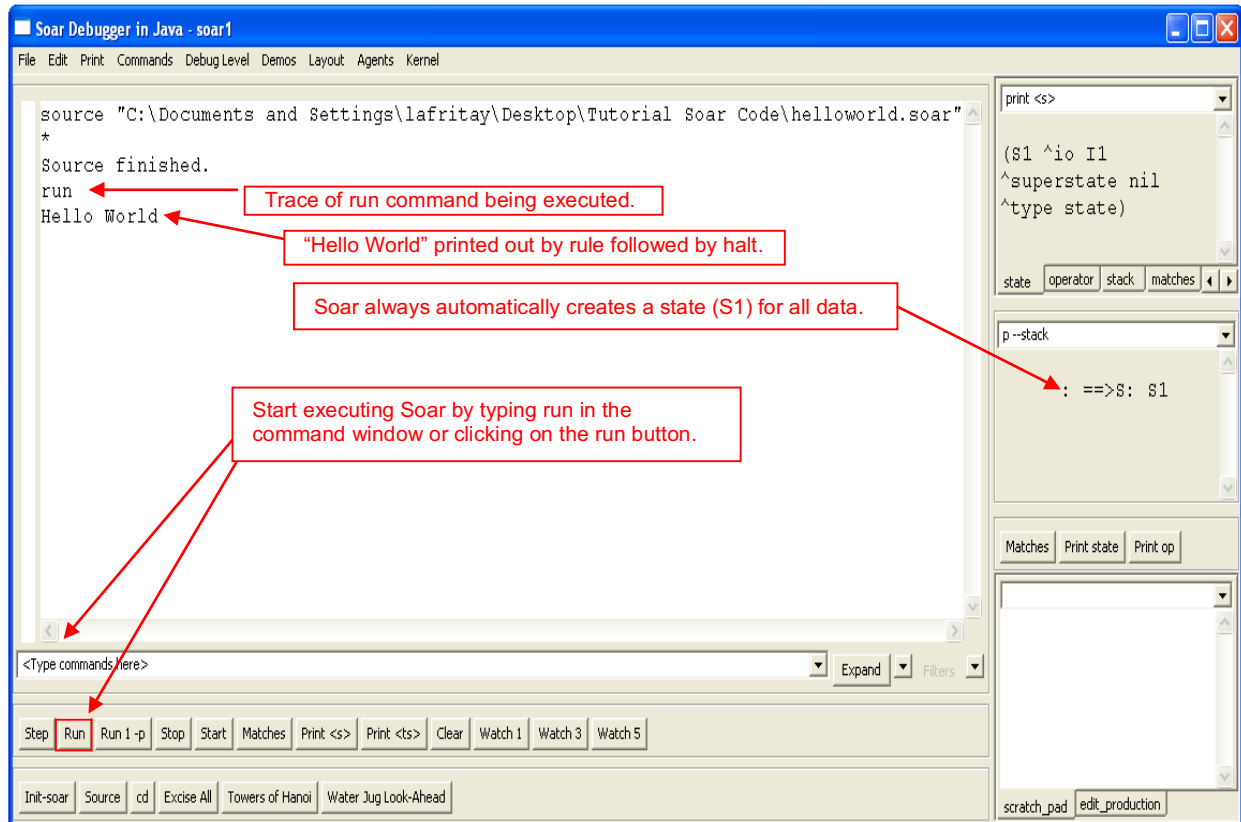 Soar Debugger in Java - soar1
File Edit Print Commands Debug Level Demos Layout Agents Kernel
source "C:\Documents and Settings\lafritay\Desktop\Tutorial Soar Code\helloworld.soar"
*
Source finished.
run
Trace of run command being executed.
Hello World
“Hello World” printed out by rule followed by halt.
Soar always automatically creates a state (S1) for all data.
Start executing Soar by typing run in the
command window or clicking on the run button.
<Type commands here>
Expand
Filters
Step Run Run 1 -p Stop Start Matches Print <s> Print <ts> Clear Watch 1 Watch 3 Watch 5
Init-soar Source cd Excise All Towers of Hanoi Water Jug Look-Ahead
print <s>
(S1 ^io I1
^superstate nil
^type state)
state operator stack matches
p --stack
: ==>S: S1
Matches Print state Print op
scratch_pad edit_production